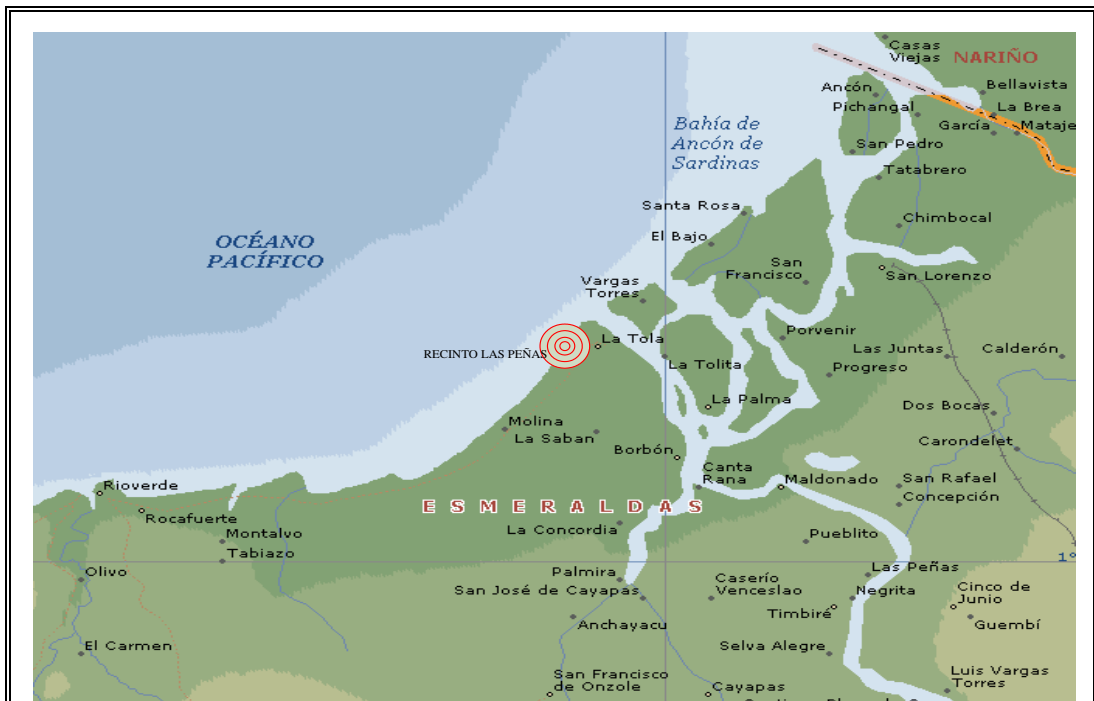 Casas
Viejas
NARIÑO
Ancón
Bellavista
Pichangal
La Brea
García
Mataje
Bahía de
Ancón de
Sardinas
San Pedro
Tatabrero
Santa Rosa
Chimbocal
El Bajo
OCÉANO
PACÍFICO
San
Francisco
San Lorenzo
Vargas
Torres
RECINTO LAS PEÑAS
La Tola
Porvenir
La Tolita
Las Juntas
Calderón
Progreso
La Palma
Dos Bocas
Molina
La Saban
Borbón
Carondelet
Canta
Rana
Maldonado
San Rafael
Concepción
Rioverde
Rocafuerte
ESMERALDAS
Montalvo
Tabiazo
La Concordia
Pueblito
1°
Olivo
Palmira
San José de Cayapas
Caserío
Venceslao
Las Peñas
Negrita
Timbiré
Cinco de
Junio
Anchayacu
Guembí
El Carmen
Selva Alegre
San Francisco
de Onzole
Cayapas
Luis Vargas
Torres